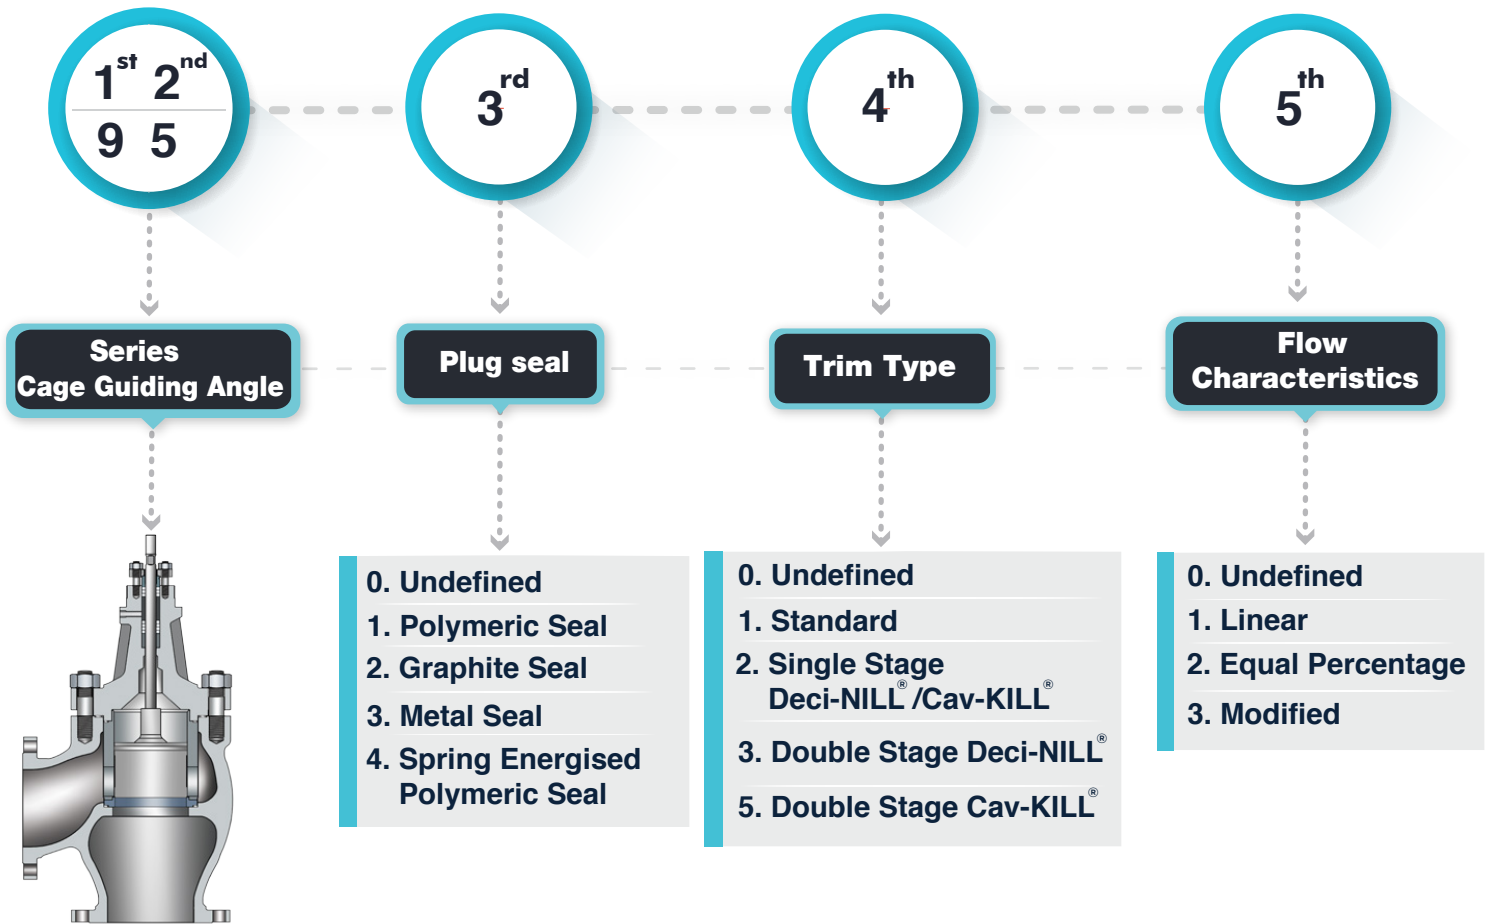 1st 2nd
9 5
3rd
4th
5th
Series
Cage Guiding Angle
Plug seal
Trim Type
Flow
Characteristics
0. Undefined
1. Polymeric Seal
2. Graphite Seal
3. Metal Seal
4. Spring Energised
Polymeric Seal
0. Undefined
1. Standard
2. Single Stage
Deci-NILL® /Cav-KILL®
3. Double Stage Deci-NILL®
5. Double Stage Cav-KILL®
0. Undefined
1. Linear
2. Equal Percentage
3. Modified